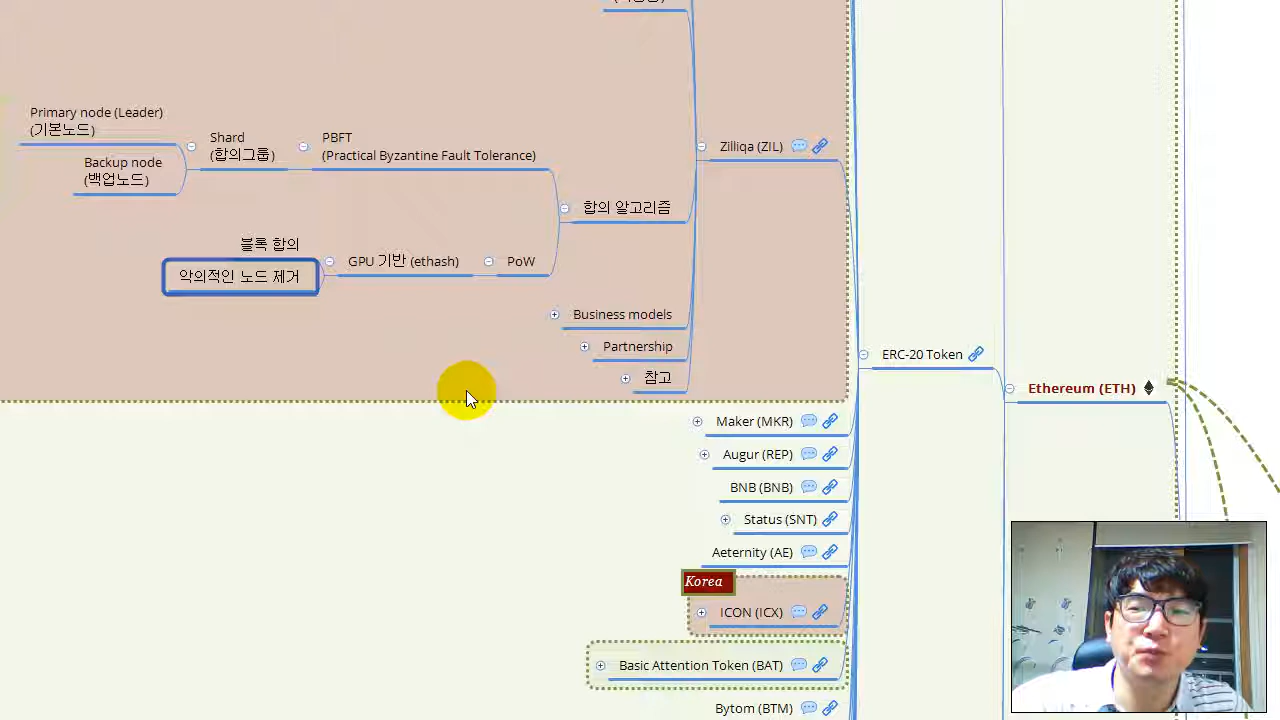 Primary node (Leader)
(기본노드)
Backup node
(백업노드)
Shard
(합의그룹)
PBFT
(Practical Byzantine Fault Tolerance)
Zilliqa (ZIL)
합의 알고리즘
블록 합의
악의적인 노드 제거
GPU 기반 (ethash)
PoW
Business models
Partnership
참고
ERC-20 Token
Ethereum (ETH)
Maker (MKR)
Augur (REP)
BNB (BNB)
Status (SNT)
Aeternity (AE)
Korea
ICON (ICX)
Basic Attention Token (BAT)
Bytom (BTM)